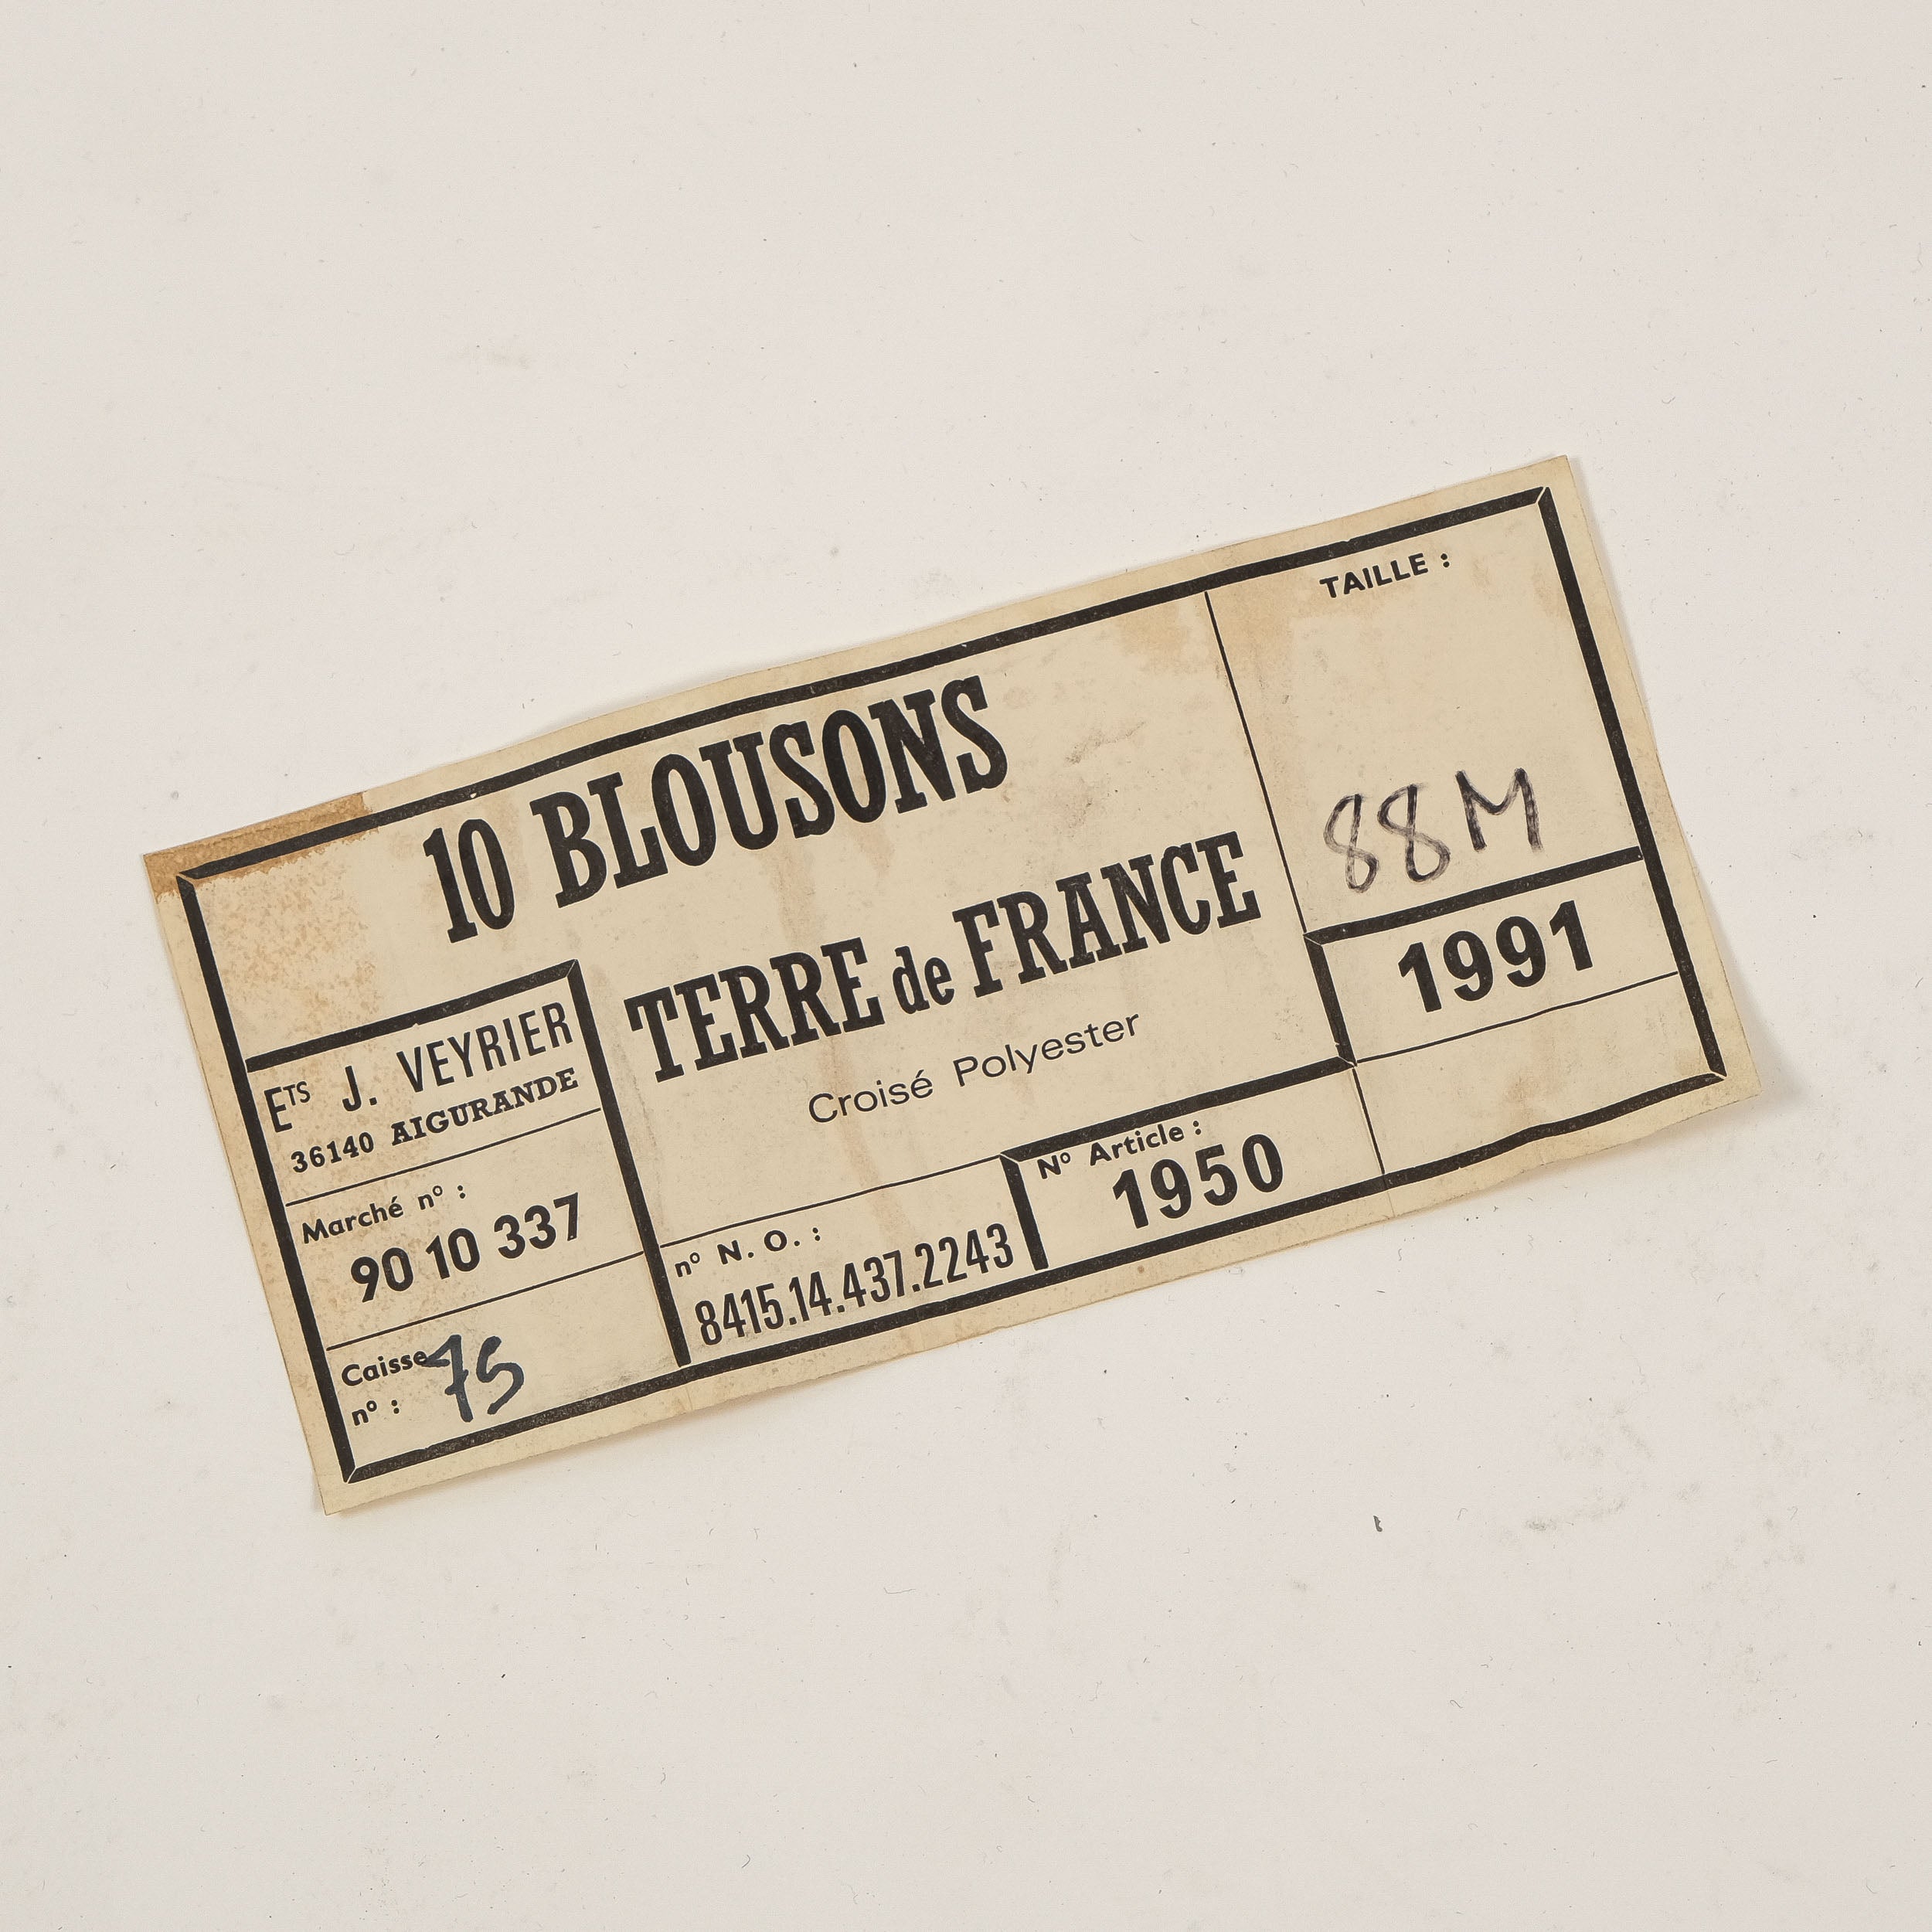 10 BLOUSONS
TERRE de FRANCE
Croisé Polyester
TAILLE :
88M
1991
ETS J. VEYRIER
36140 AIGURANDE
Marché n° :
90 10 337
Caisse
n° : 75
n° N. O. :
8415.14.437.2243
N° Article :
1950